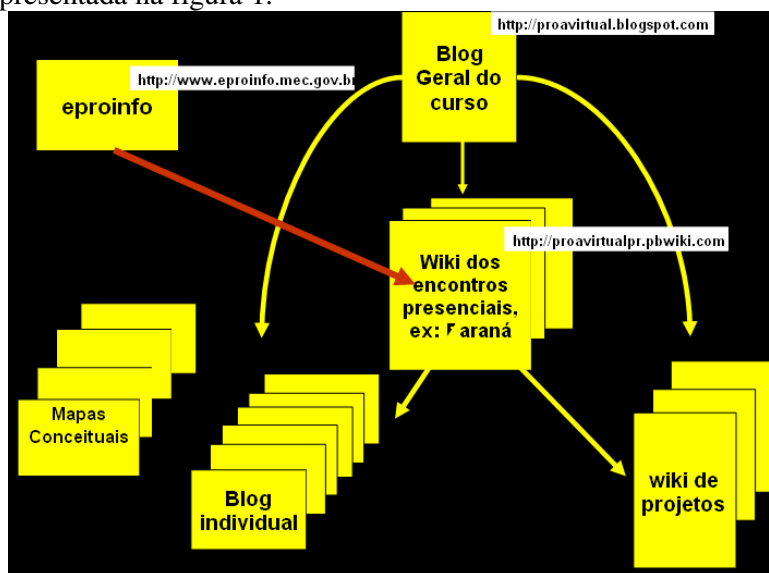 presentada na figura 1.
http://proavirtual.blogspot.com
Blog
Geral do
curso
http://www.eproinfo.mec.gov.br
eproinfo
http://proavirtualpr.pbwiki.com
Wiki dos
encontros
presenciais,
ex: Paraná
Mapas
Conceituais
Blog
individual
wiki de
projetos